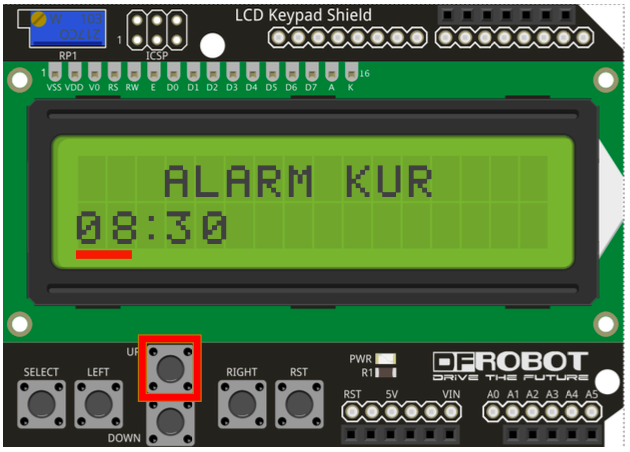 LCD Keypad Shield
1
RP1
ICSP
1 16
VSS VDD V0 RS RW E D0 D1 D2 D3 D4 D5 D6 D7 A K
ALARM KUR
08:30
UP
SELECT LEFT RIGHT RST
DOWN
PWR
R1
DFROBOT
DRIVE THE FUTURE
RST 5V VIN A0 A1 A2 A3 A4 A5